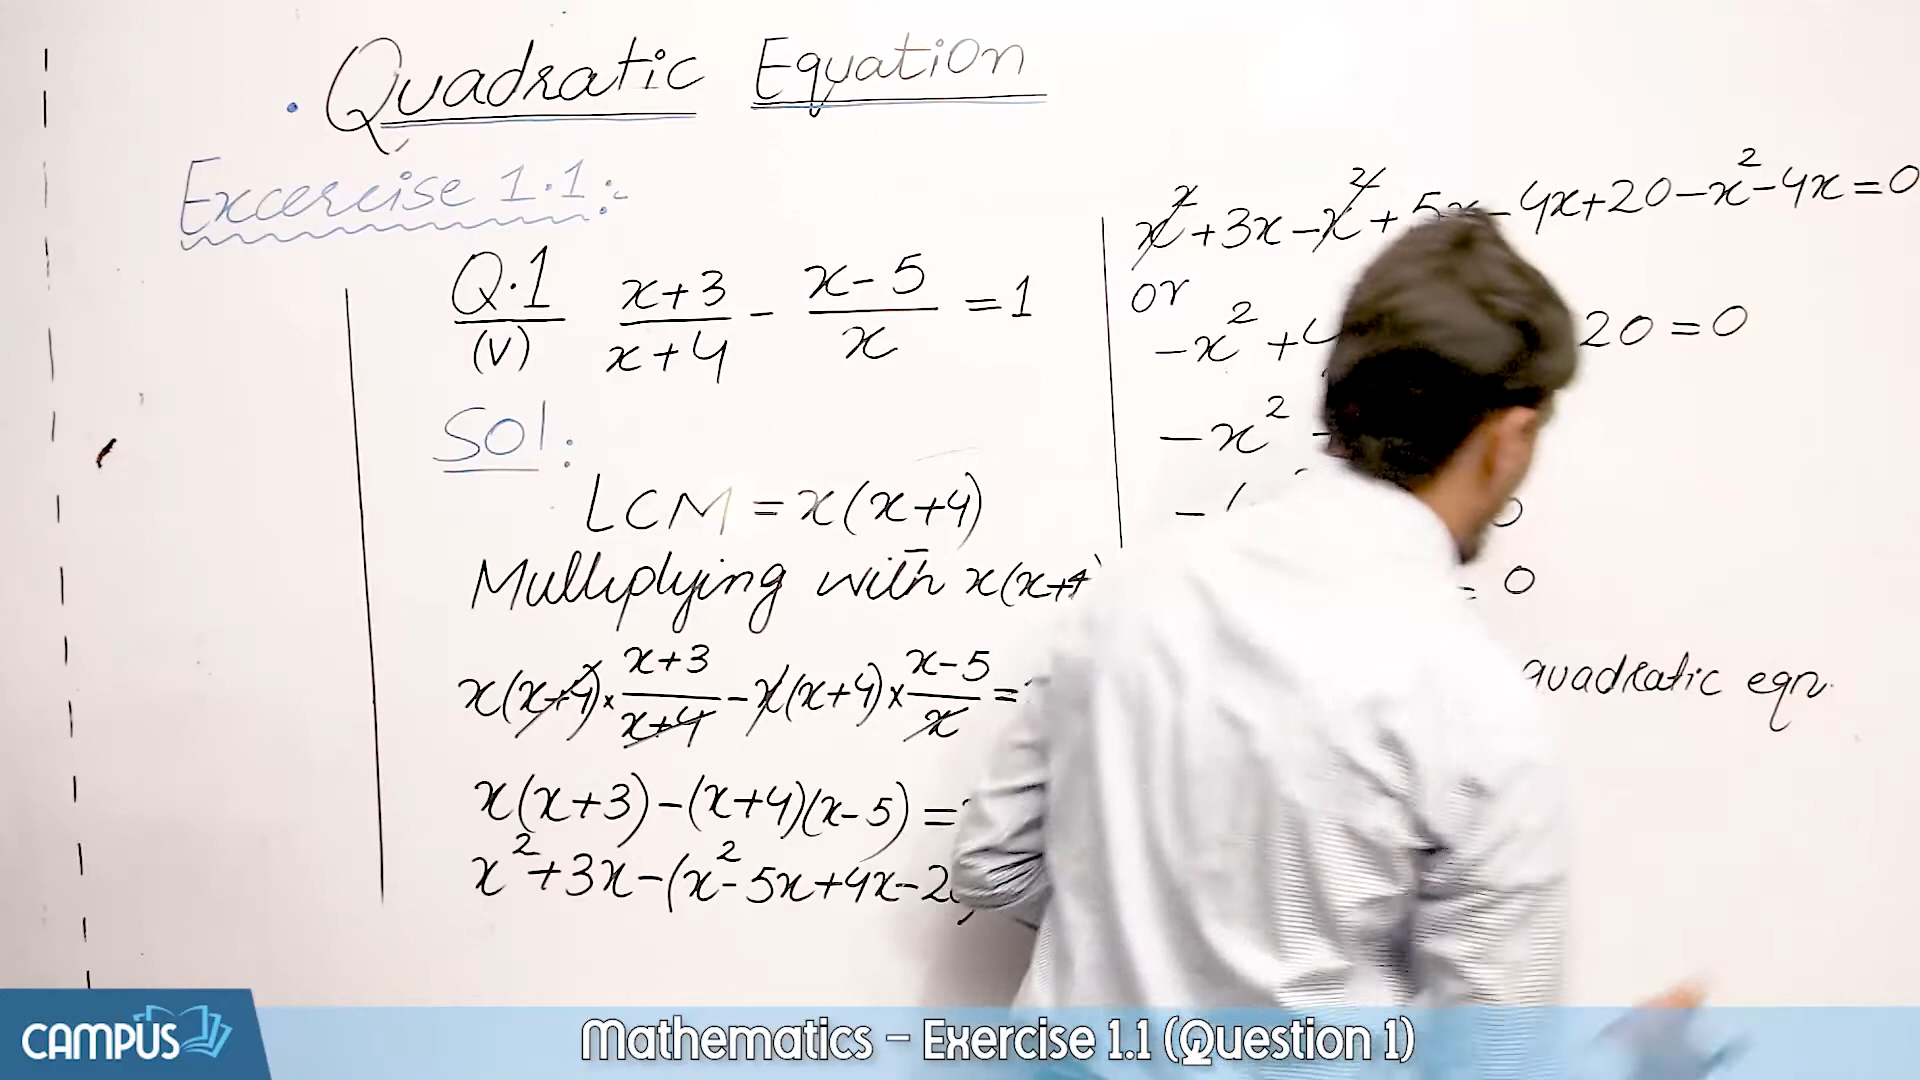 . Quadratic Equation
Excercise 1.1:-
Q.1 (x+3)/(x+4) - (x-5)/x = 1
(v)
Sol:
LCM = x(x+4)
Multiplying with x(x+4
x(x+4) × (x+3)/(x+4) - x(x+4) × (x-5)/x =
x(x+3)-(x+4)(x-5) =
x²+3x-(x²-5x+4x-20)
x²+3x-x²+5x-4x+20-x²-4x=0
or
-x² +4 20 = 0
-x²
-( 0
= 0
quadratic eqn.
CAMPUS
Mathematics – Exercise 1.1 (Question 1)